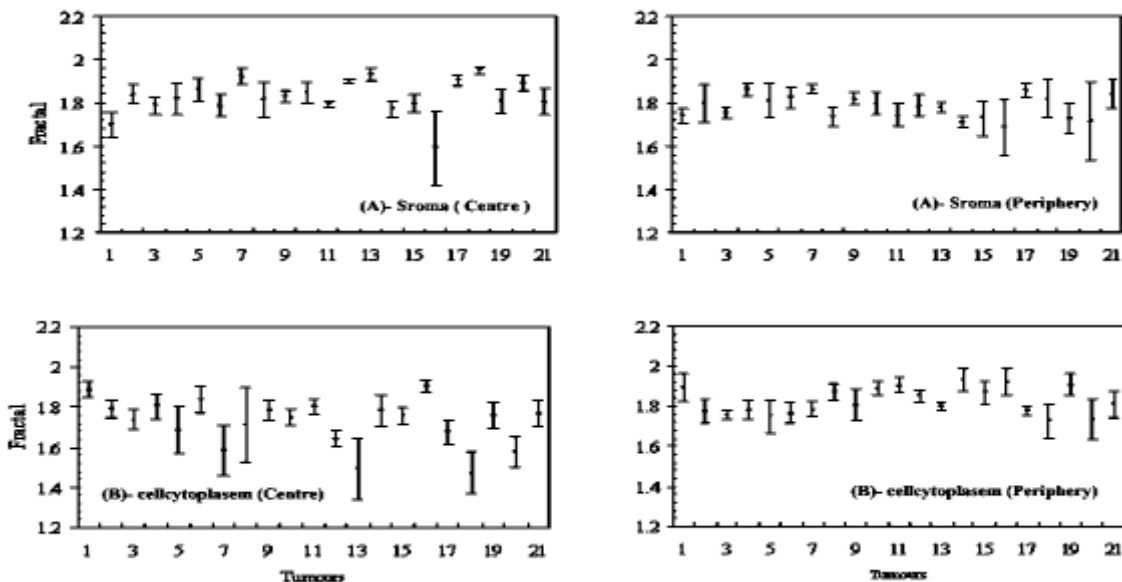 2.2
2
1.8
1.6
1.4
1.2
Fractal
(A)- Sroma ( Centre )
1 3 5 7 9 11 13 15 17 19 21
2.2
2
1.8
1.6
1.4
1.2
(A)- Sroma (Periphery)
1 3 5 7 9 11 13 15 17 19 21
2.2
2
1.8
1.6
1.4
1.2
Fractal
(B)- cellcytoplasem (Centre)
1 3 5 7 9 11 13 15 17 19 21
Tumours
2.2
2
1.8
1.6
1.4
1.2
(B)- cellcytoplasem (Periphery)
1 3 5 7 9 11 13 15 17 19 21
Tumours